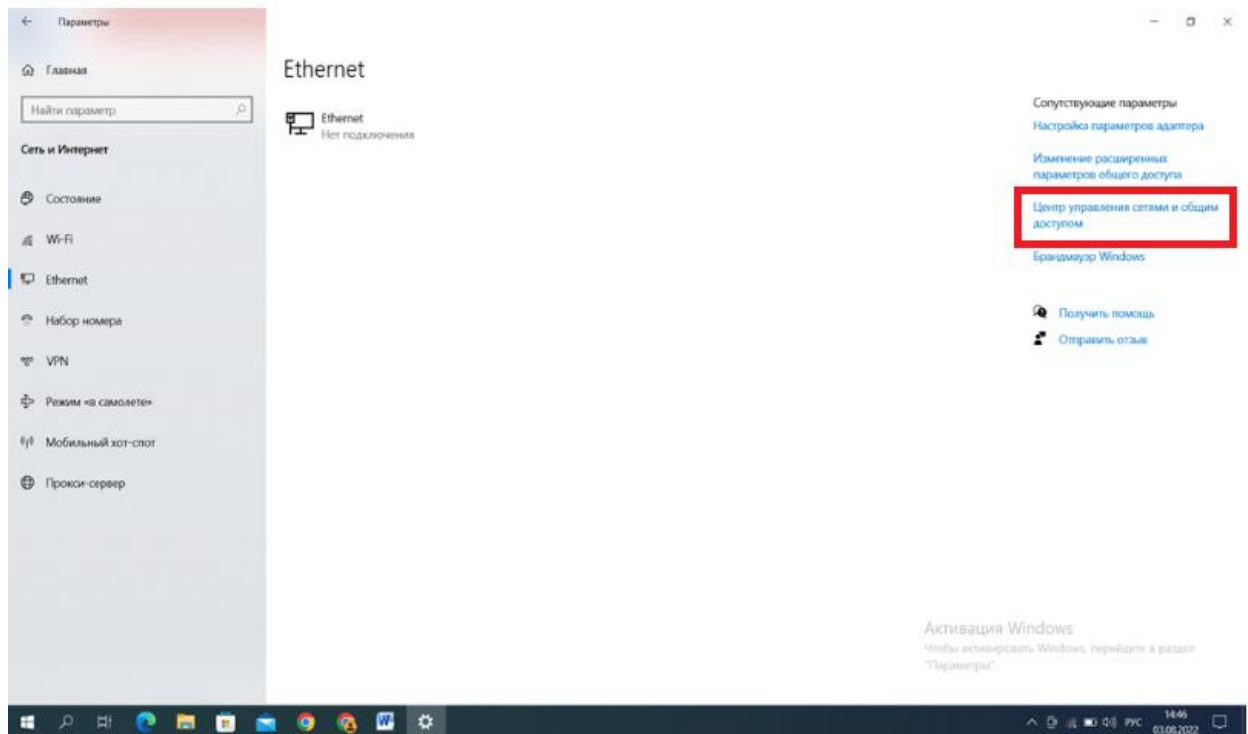 Параметры
Главная
Найти параметр
Сеть и Интернет
Состояние
Wi-Fi
Ethernet
Набор номера
VPN
Режим «в самолете»
Мобильный хот-спот
Прокси-сервер
Ethernet
Ethernet
Нет подключения
Сопутствующие параметры
Настройка параметров адаптера
Изменение расширенных
параметров общего доступа
Центр управления сетями и общим
доступом
Брандмауэр Windows
Получить помощь
Отправить отзыв
Активация Windows
Чтобы активировать Windows, перейдите в раздел
"Параметры".
РУС
14:46
03.08.2022